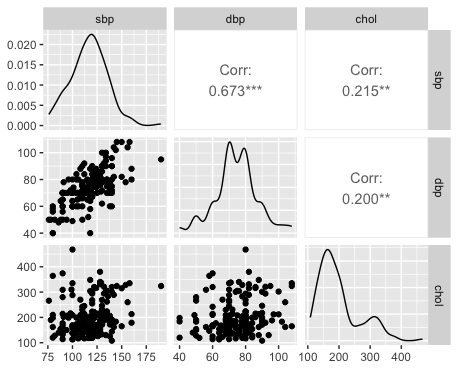 sbp dbp chol
0.020
0.015
0.010
0.005
0.000
Corr:
0.673***
Corr:
0.215**
sbp
100
80
60
40
Corr:
0.200**
dbp
400
300
200
100
chol
75 100 125 150 175
40 60 80 100
100 200 300 400